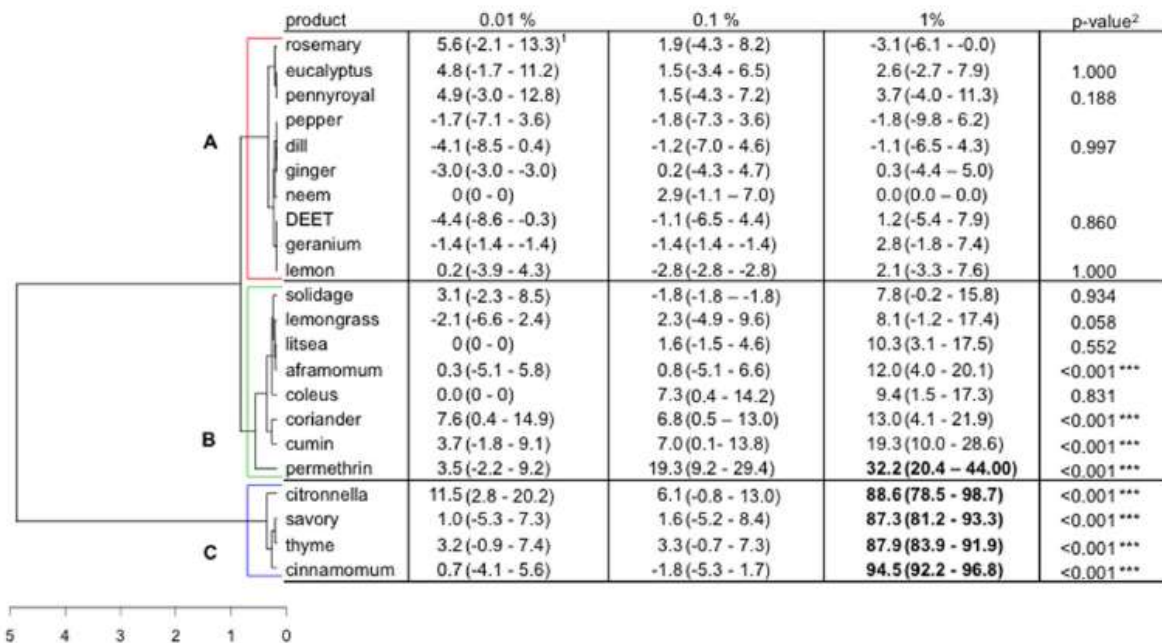 product 0.01 % 0.1 % 1% p-value2
rosemary 5.6 (-2.1 - 13.3)1 1.9 (-4.3 - 8.2) -3.1 (-6.1 - -0.0)
eucalyptus 4.8 (-1.7 - 11.2) 1.5 (-3.4 - 6.5) 2.6 (-2.7 - 7.9) 1.000
pennyroyal 4.9 (-3.0 - 12.8) 1.5 (-4.3 - 7.2) 3.7 (-4.0 - 11.3) 0.188
pepper -1.7 (-7.1 - 3.6) -1.8 (-7.3 - 3.6) -1.8 (-9.8 - 6.2)
A dill -4.1 (-8.5 - 0.4) -1.2 (-7.0 - 4.6) -1.1 (-6.5 - 4.3) 0.997
ginger -3.0 (-3.0 - -3.0) 0.2 (-4.3 - 4.7) 0.3 (-4.4 – 5.0)
neem 0 (0 - 0) 2.9 (-1.1 – 7.0) 0.0 (0.0 – 0.0)
DEET -4.4 (-8.6 - -0.3) -1.1 (-6.5 - 4.4) 1.2 (-5.4 - 7.9) 0.860
geranium -1.4 (-1.4 - -1.4) -1.4 (-1.4 - -1.4) 2.8 (-1.8 - 7.4)
lemon 0.2 (-3.9 - 4.3) -2.8 (-2.8 - -2.8) 2.1 (-3.3 - 7.6) 1.000
solidage 3.1 (-2.3 - 8.5) -1.8 (-1.8 – -1.8) 7.8 (-0.2 - 15.8) 0.934
lemongrass -2.1 (-6.6 - 2.4) 2.3 (-4.9 - 9.6) 8.1 (-1.2 - 17.4) 0.058
litsea 0 (0 - 0) 1.6 (-1.5 - 4.6) 10.3 (3.1 - 17.5) 0.552
aframomum 0.3 (-5.1 - 5.8) 0.8 (-5.1 - 6.6) 12.0 (4.0 - 20.1) <0.001 ***
coleus 0.0 (0 - 0) 7.3 (0.4 - 14.2) 9.4 (1.5 - 17.3) 0.831
coriander 7.6 (0.4 - 14.9) 6.8 (0.5 – 13.0) 13.0 (4.1 - 21.9) <0.001 ***
B cumin 3.7 (-1.8 - 9.1) 7.0 (0.1- 13.8) 19.3 (10.0 - 28.6) <0.001 ***
permethrin 3.5 (-2.2 - 9.2) 19.3 (9.2 - 29.4) 32.2 (20.4 – 44.00) <0.001 ***
citronnella 11.5 (2.8 - 20.2) 6.1 (-0.8 - 13.0) 88.6 (78.5 - 98.7) <0.001 ***
savory 1.0 (-5.3 - 7.3) 1.6 (-5.2 - 8.4) 87.3 (81.2 - 93.3) <0.001 ***
C thyme 3.2 (-0.9 - 7.4) 3.3 (-0.7 - 7.3) 87.9 (83.9 - 91.9) <0.001 ***
cinnamomum 0.7 (-4.1 - 5.6) -1.8 (-5.3 - 1.7) 94.5 (92.2 - 96.8) <0.001 ***
5 4 3 2 1 0